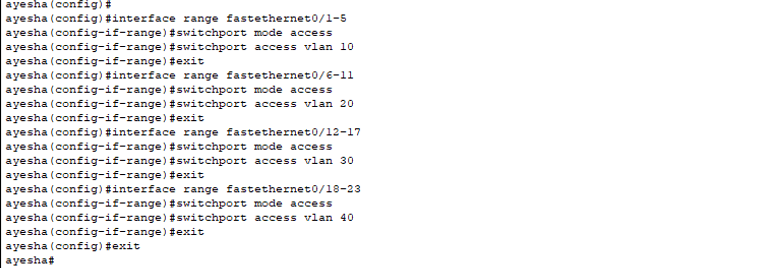 ayesha(config)#
ayesha(config)#interface range fastethernet0/1-5
ayesha(config-if-range)#switchport mode access
ayesha(config-if-range)#switchport access vlan 10
ayesha(config-if-range)#exit
ayesha(config)#interface range fastethernet0/6-11
ayesha(config-if-range)#switchport mode access
ayesha(config-if-range)#switchport access vlan 20
ayesha(config-if-range)#exit
ayesha(config)#interface range fastethernet0/12-17
ayesha(config-if-range)#switchport mode access
ayesha(config-if-range)#switchport access vlan 30
ayesha(config-if-range)#exit
ayesha(config)#interface range fastethernet0/18-23
ayesha(config-if-range)#switchport mode access
ayesha(config-if-range)#switchport access vlan 40
ayesha(config-if-range)#exit
ayesha(config)#exit
ayesha#